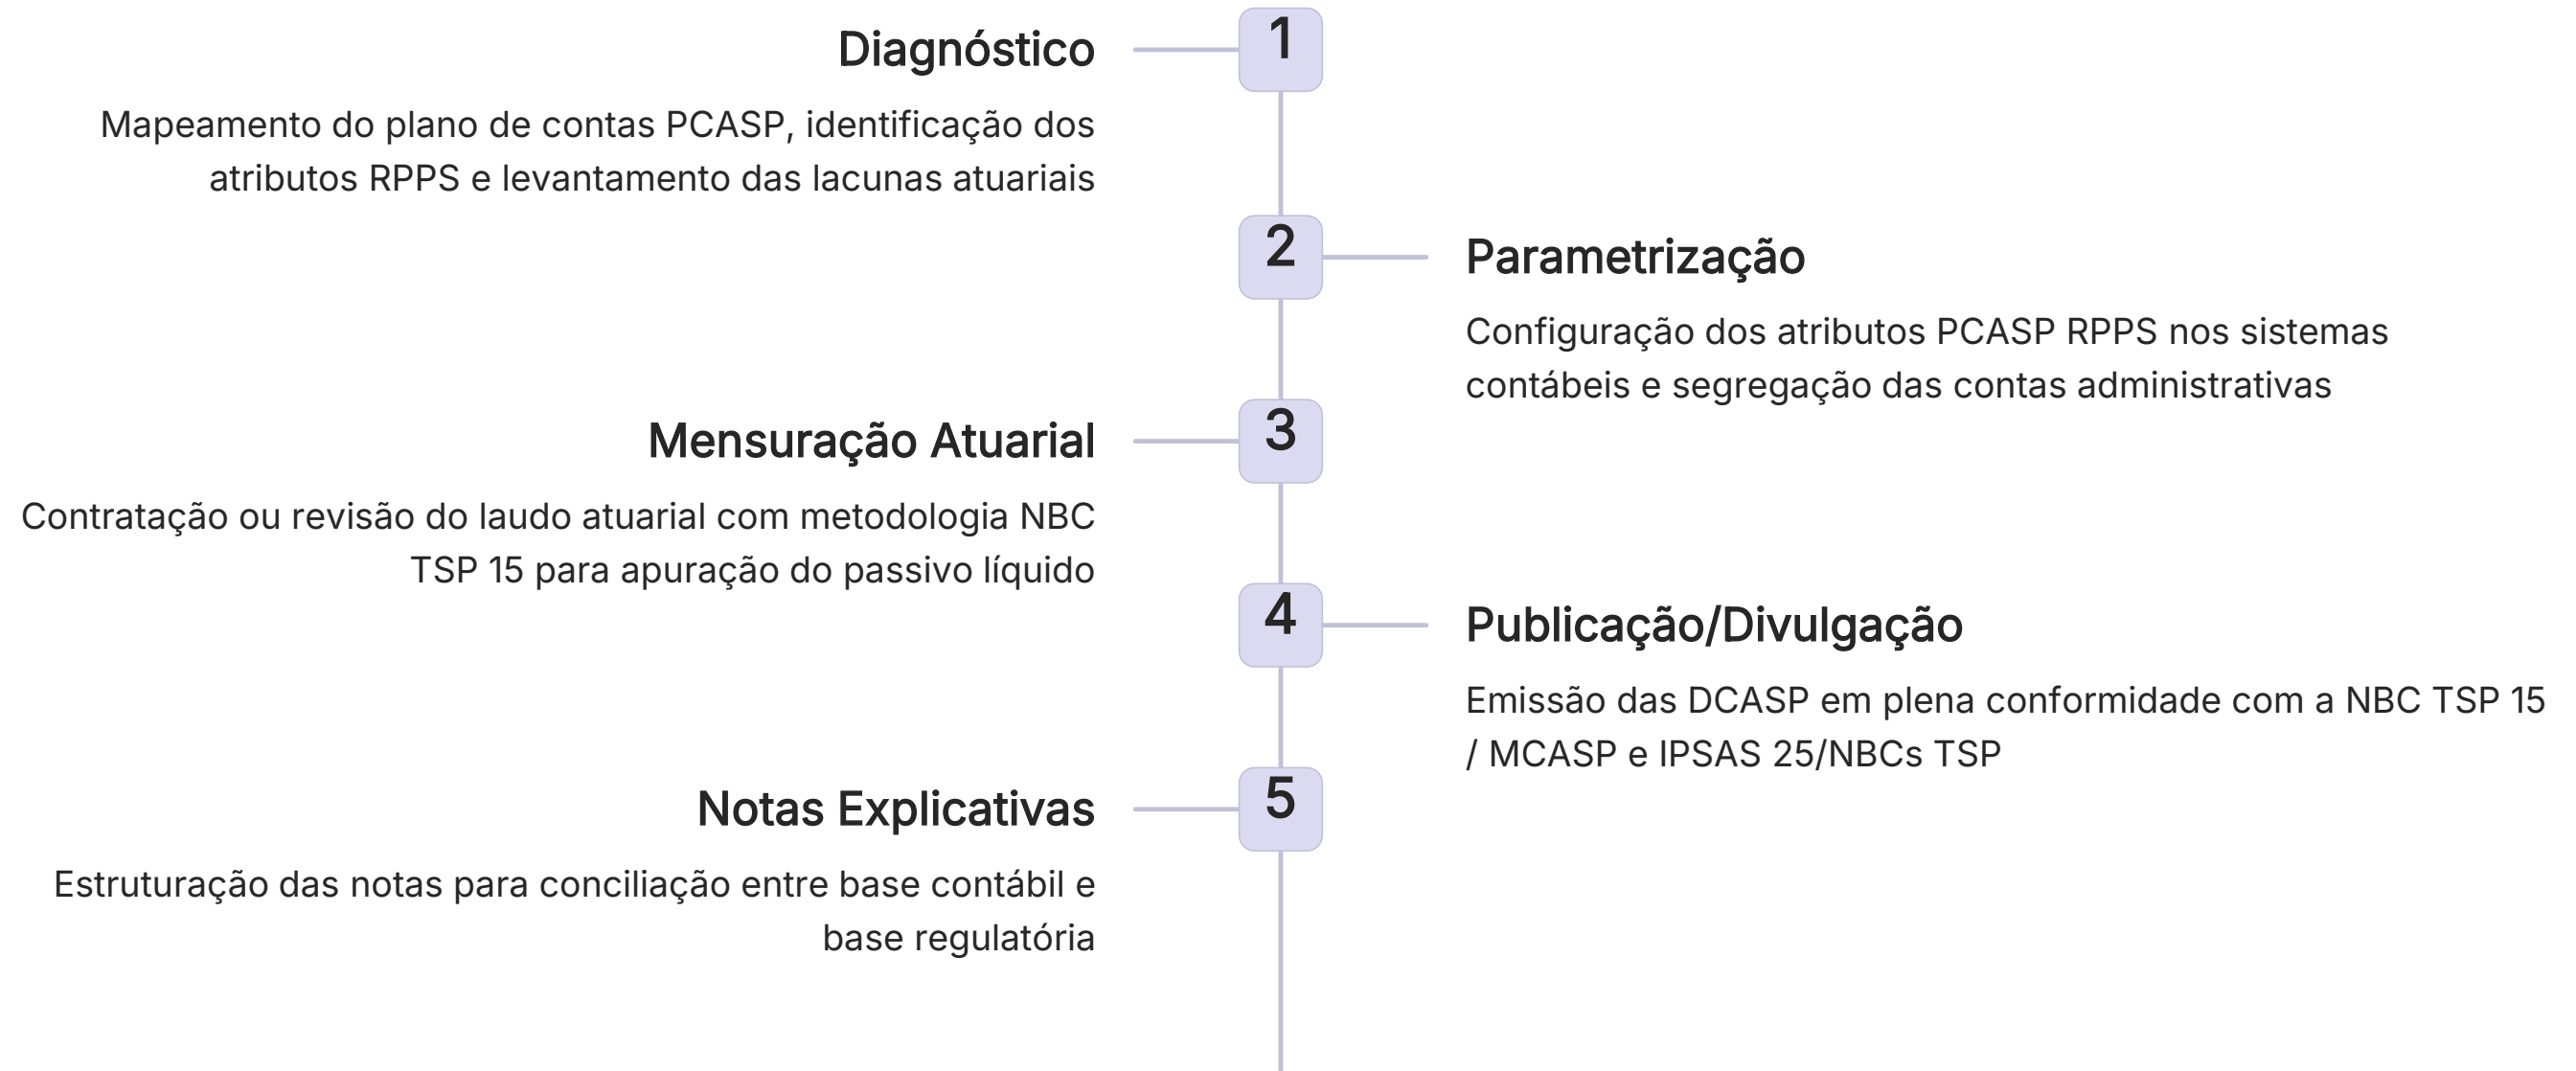 1
Diagnóstico
Mapeamento do plano de contas PCASP, identificação dos
atributos RPPS e levantamento das lacunas atuariais
2
Parametrização
Configuração dos atributos PCASP RPPS nos sistemas
contábeis e segregação das contas administrativas
3
Mensuração Atuarial
Contratação ou revisão do laudo atuarial com metodologia NBC
TSP 15 para apuração do passivo líquido
4
Publicação/Divulgação
Emissão das DCASP em plena conformidade com a NBC TSP 15
/ MCASP e IPSAS 25/NBCs TSP
5
Notas Explicativas
Estruturação das notas para conciliação entre base contábil e
base regulatória